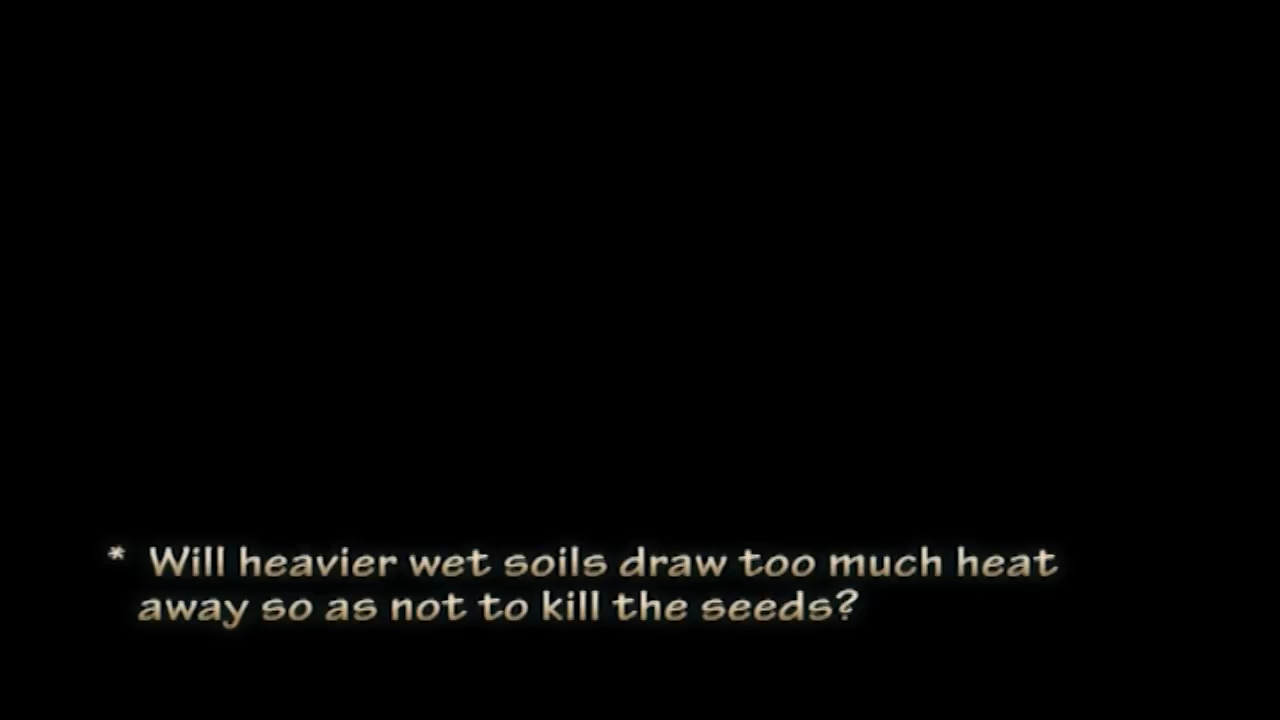 * Will heavier wet soils draw too much heat
away so as not to kill the seeds?